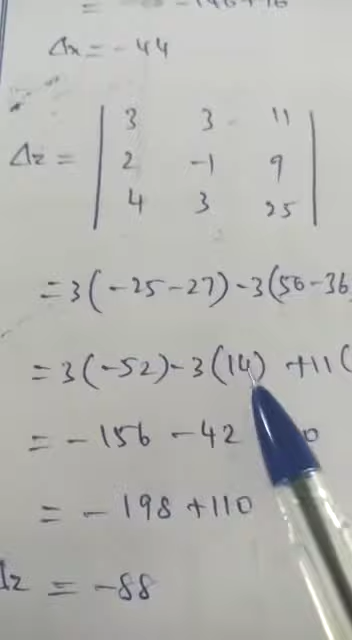 Δx = -44
Δz = | 3 3 11 |
| 2 -1 9 |
| 4 3 25 |
= 3(-25-27)-3(50-36
= 3(-52)-3(14) +11(
= -156 -42
= -198+110
Δz = -88